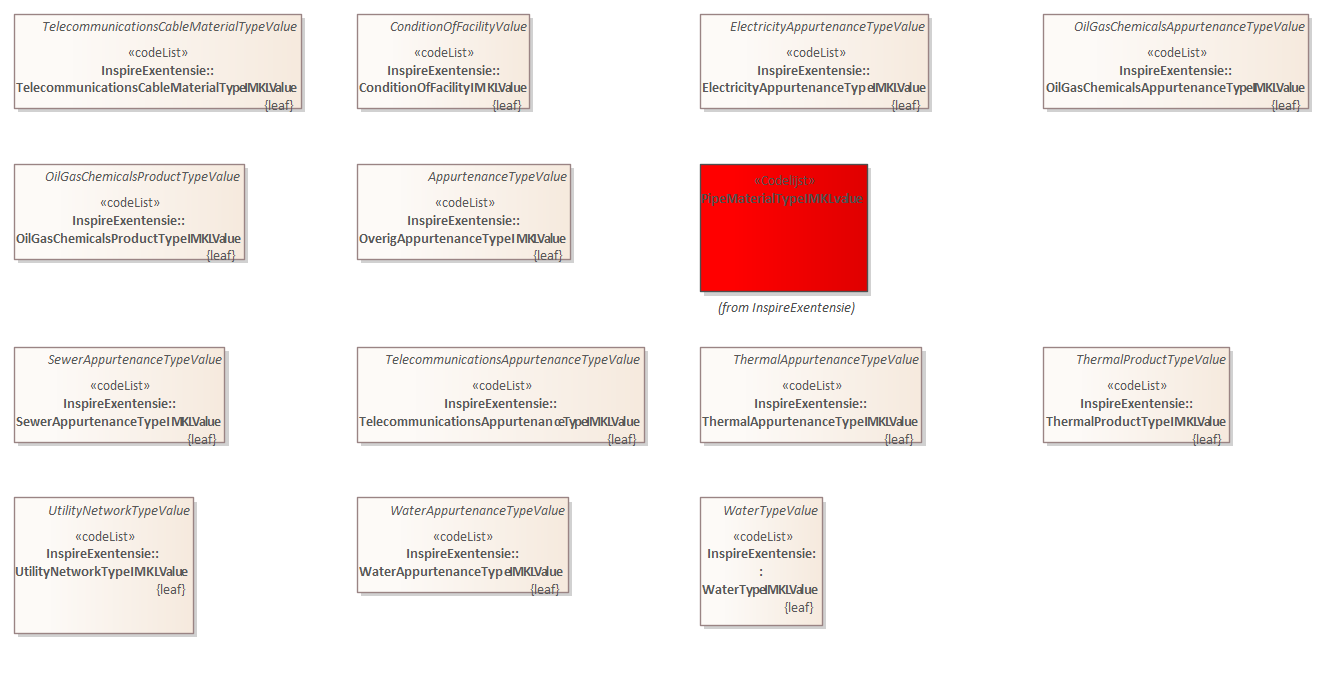 TelecommunicationsCableMaterialTypeValue
«codeList»
InspireExentensie::
TelecommunicationsCableMaterialTypeIMKLValue
{leaf}
ConditionOfFacilityValue
«codeList»
InspireExentensie::
ConditionOfFacilityIMKLValue
{leaf}
ElectricityAppurtenanceTypeValue
«codeList»
InspireExentensie::
ElectricityAppurtenanceTypeIMKLValue
{leaf}
OilGasChemicalsAppurtenanceTypeValue
«codeList»
InspireExentensie::
OilGasChemicalsAppurtenanceTypeIMKLValue
{leaf}
OilGasChemicalsProductTypeValue
«codeList»
InspireExentensie::
OilGasChemicalsProductTypeIMKLValue
{leaf}
AppurtenanceTypeValue
«codeList»
InspireExentensie::
OverigAppurtenanceTypeIMKLValue
{leaf}
«Codelist»
PipeMaterialTypeIMKLvalue
(from InspireExentensie)
SewerAppurtenanceTypeValue
«codeList»
InspireExentensie::
SewerAppurtenanceTypeIMKLValue
{leaf}
TelecommunicationsAppurtenanceTypeValue
«codeList»
InspireExentensie::
TelecommunicationsAppurtenanceTypeIMKLValue
{leaf}
ThermalAppurtenanceTypeValue
«codeList»
InspireExentensie::
ThermalAppurtenanceTypeIMKLValue
{leaf}
ThermalProductTypeValue
«codeList»
InspireExentensie::
ThermalProductTypeIMKLValue
{leaf}
UtilityNetworkTypeValue
«codeList»
InspireExentensie::
UtilityNetworkTypeIMKLValue
{leaf}
WaterAppurtenanceTypeValue
«codeList»
InspireExentensie::
WaterAppurtenanceTypeIMKLValue
{leaf}
WaterTypeValue
«codeList»
InspireExentensie:
:
WaterTypeIMKLValue
{leaf}